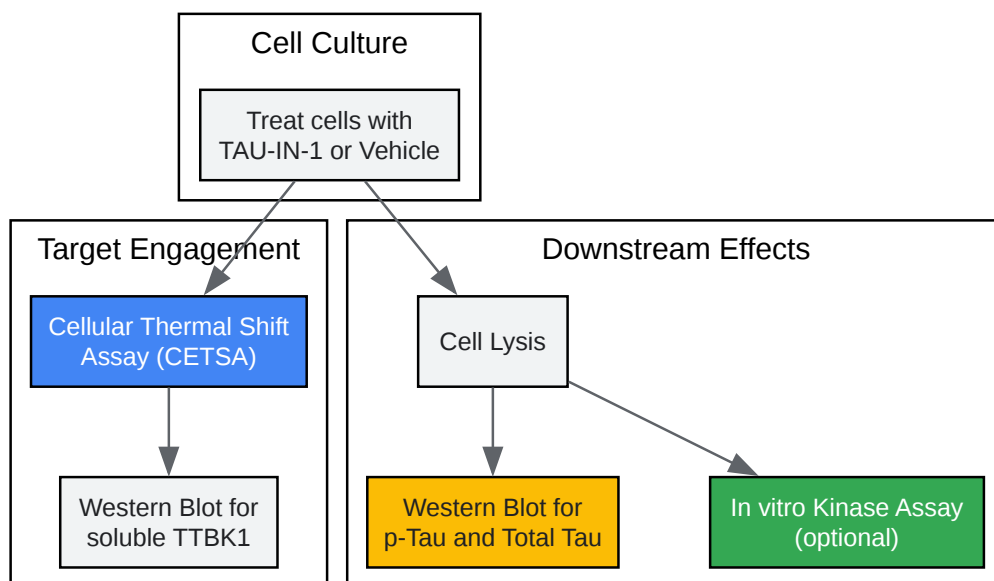 Cell Culture
Treat cells with
TAU-IN-1 or Vehicle
Target Engagement
Cellular Thermal Shift
Assay (CETSA)
Western Blot for
soluble TTBK1
Downstream Effects
Cell Lysis
Western Blot for
p-Tau and Total Tau
In vitro Kinase Assay
(optional)